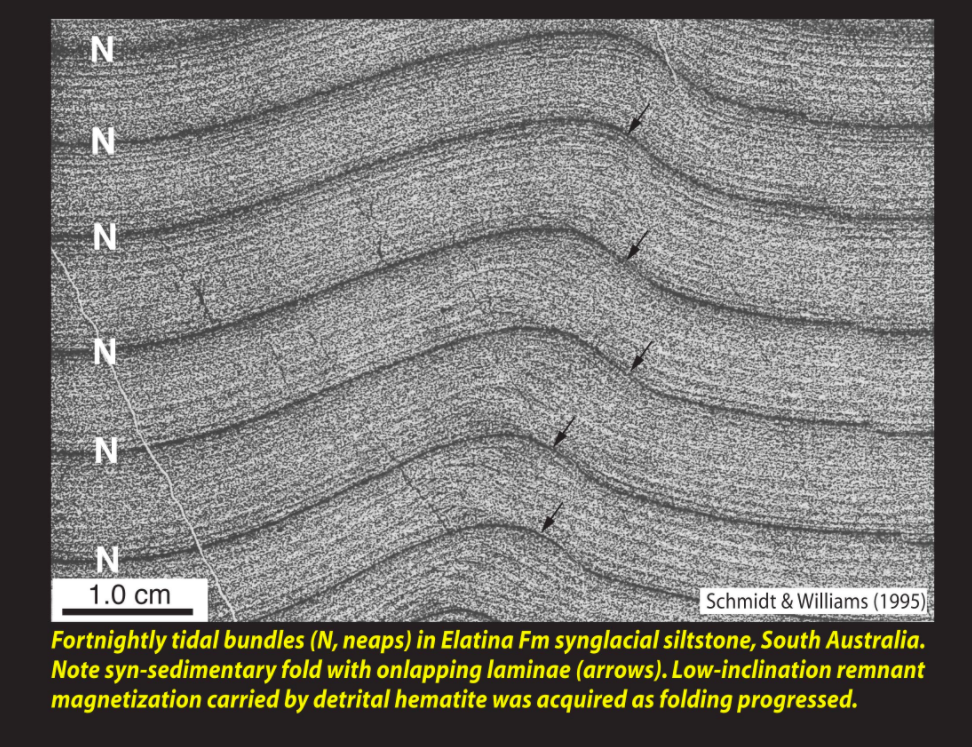 N
N
N
N
N
N
1.0 cm
Schmidt & Williams (1995)
Fortnightly tidal bundles (N, neaps) in Elatina Fm synglacial siltstone, South Australia.
Note syn-sedimentary fold with onlapping laminae (arrows). Low-inclination remnant
magnetization carried by detrital hematite was acquired as folding progressed.